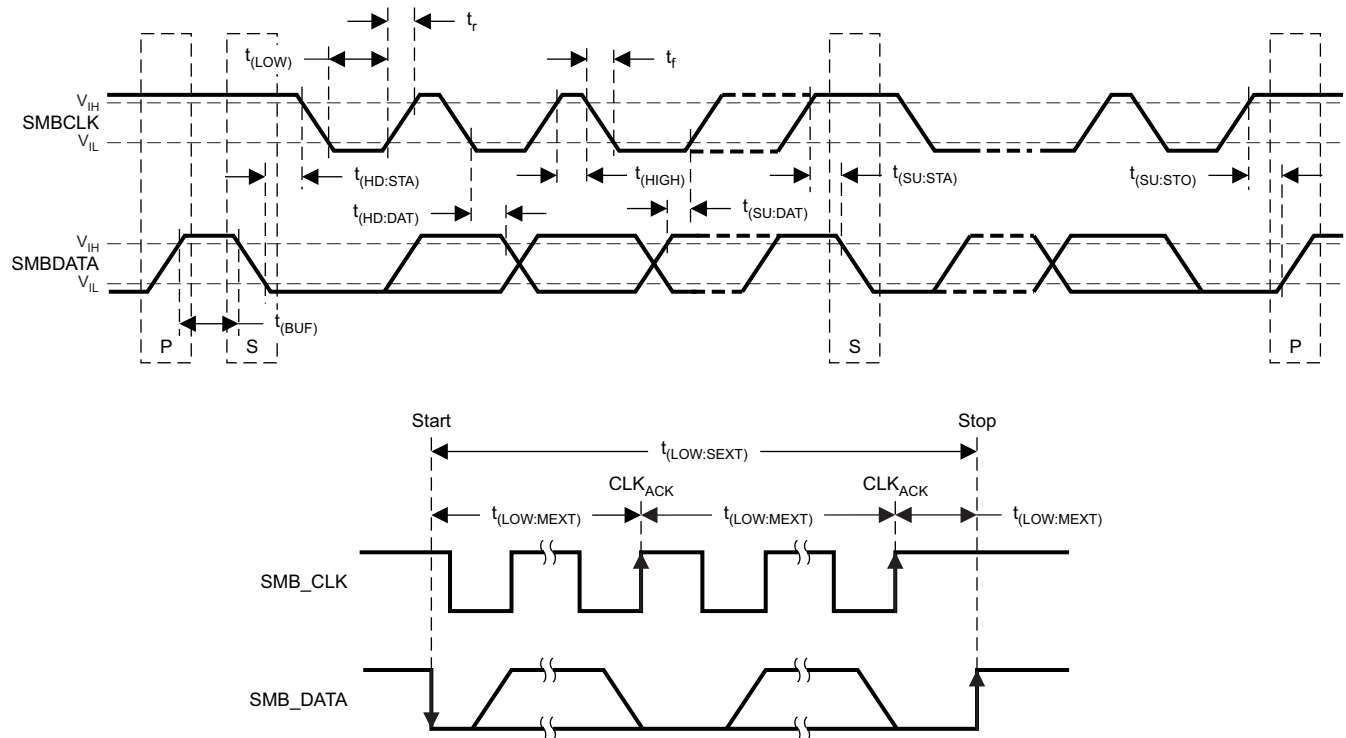 t(LOW)
tr
tf
VIH
SMBCLK
VIL
t(HD:STA)
t(HIGH)
t(SU:STA)
t(SU:STO)
t(HD:DAT)
t(SU:DAT)
VIH
SMBDATA
VIL
t(BUF)
P
S
S
P
Start
Stop
t(LOW:SEXT)
CLKACK
CLKACK
t(LOW:MEXT)
t(LOW:MEXT)
t(LOW:MEXT)
SMB_CLK
SMB_DATA